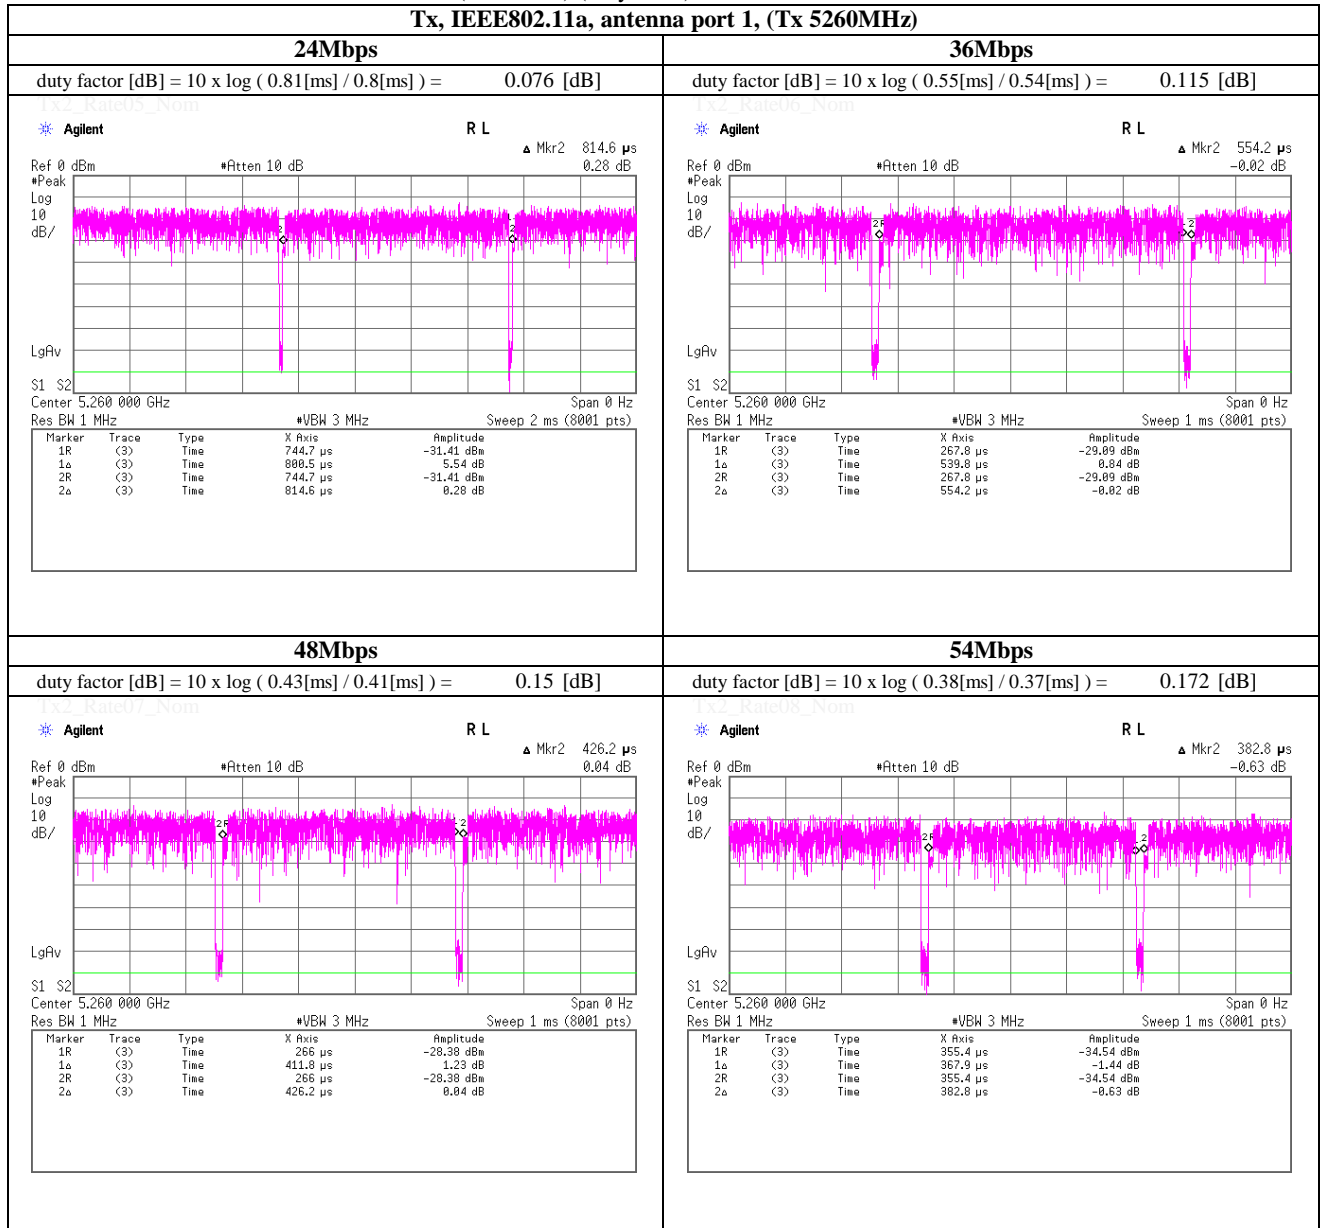 Tx, IEEE802.11a, antenna port 1, (Tx 5260MHz)
24Mbps
duty factor [dB] = 10 x log ( 0.81[ms] / 0.8[ms] ) = 0.076 [dB]
Tx2_Rate05_Nom
Agilent R L
Δ Mkr2 814.6 µs
Ref 0 dBm #Atten 10 dB 0.28 dB
#Peak
Log
10
dB/
2
2
LgAv
S1 S2
Center 5.260 000 GHz Span 0 Hz
Res BW 1 MHz #VBW 3 MHz Sweep 2 ms (8001 pts)
Marker Trace Type X Axis Amplitude
1R (3) Time 744.7 µs -31.41 dBm
1Δ (3) Time 800.5 µs 5.54 dB
2R (3) Time 744.7 µs -31.41 dBm
2Δ (3) Time 814.6 µs 0.28 dB
36Mbps
duty factor [dB] = 10 x log ( 0.55[ms] / 0.54[ms] ) = 0.115 [dB]
Tx2_Rate06_Nom
Agilent R L
Δ Mkr2 554.2 µs
Ref 0 dBm #Atten 10 dB -0.02 dB
#Peak
Log
10
dB/
2R
2
LgAv
S1 S2
Center 5.260 000 GHz Span 0 Hz
Res BW 1 MHz #VBW 3 MHz Sweep 1 ms (8001 pts)
Marker Trace Type X Axis Amplitude
1R (3) Time 267.8 µs -29.09 dBm
1Δ (3) Time 539.8 µs 0.84 dB
2R (3) Time 267.8 µs -29.09 dBm
2Δ (3) Time 554.2 µs -0.02 dB
48Mbps
duty factor [dB] = 10 x log ( 0.43[ms] / 0.41[ms] ) = 0.15 [dB]
Tx2_Rate07_Nom
Agilent R L
Δ Mkr2 426.2 µs
Ref 0 dBm #Atten 10 dB 0.04 dB
#Peak
Log
10
dB/
2R
2
LgAv
S1 S2
Center 5.260 000 GHz Span 0 Hz
Res BW 1 MHz #VBW 3 MHz Sweep 1 ms (8001 pts)
Marker Trace Type X Axis Amplitude
1R (3) Time 266 µs -28.38 dBm
1Δ (3) Time 411.8 µs 1.23 dB
2R (3) Time 266 µs -28.38 dBm
2Δ (3) Time 426.2 µs 0.04 dB
54Mbps
duty factor [dB] = 10 x log ( 0.38[ms] / 0.37[ms] ) = 0.172 [dB]
Tx2_Rate08_Nom
Agilent R L
Δ Mkr2 382.8 µs
Ref 0 dBm #Atten 10 dB -0.63 dB
#Peak
Log
10
dB/
2R
2
LgAv
S1 S2
Center 5.260 000 GHz Span 0 Hz
Res BW 1 MHz #VBW 3 MHz Sweep 1 ms (8001 pts)
Marker Trace Type X Axis Amplitude
1R (3) Time 355.4 µs -34.54 dBm
1Δ (3) Time 367.9 µs -1.44 dB
2R (3) Time 355.4 µs -34.54 dBm
2Δ (3) Time 382.8 µs -0.63 dB